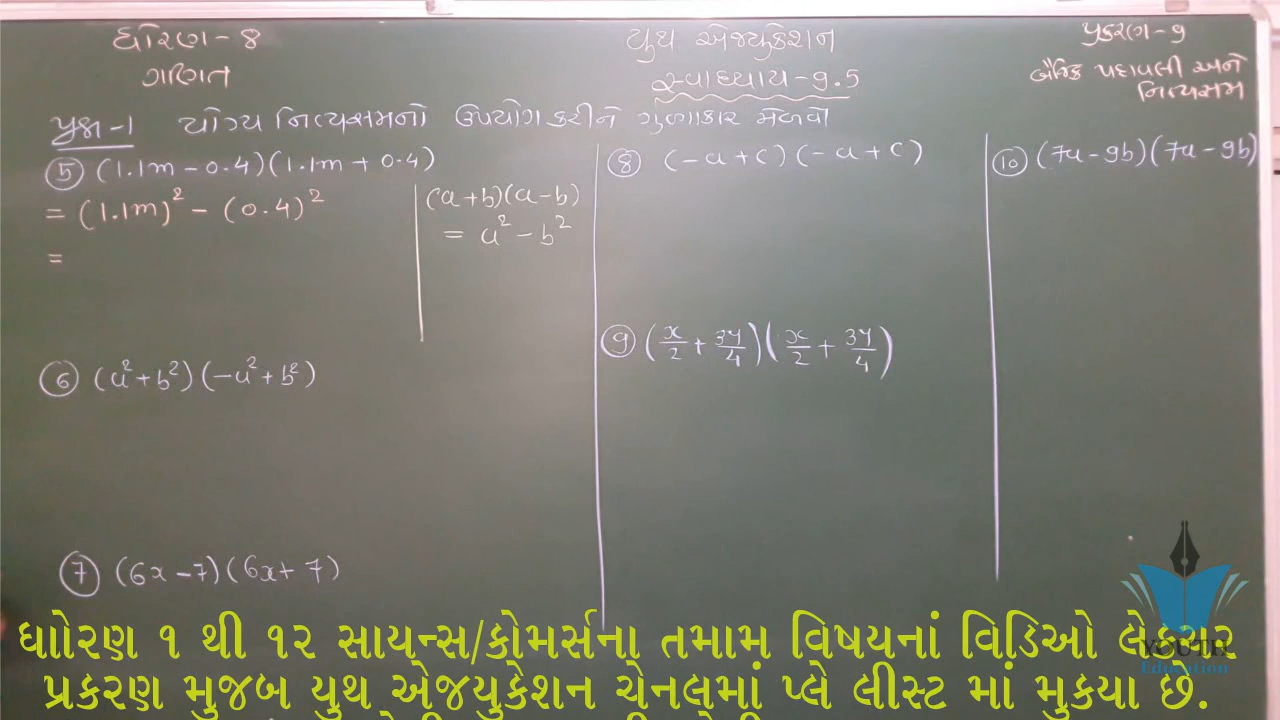 ધોરણ - 8
ગણિત
યુથ એજ્યુકેશન
સ્વાધ્યાય - 9.5
પ્રકરણ - 9
બૈજિક પદાવલી અને
નિત્યસમ
પ્રશ્ન - 1 યોગ્ય નિત્યસમનો ઉપયોગ કરીને ગુણાકાર મેળવો
⑤ (1.1m - 0.4)(1.1m + 0.4)
= (1.1m)² - (0.4)²
=
(a+b)(a-b)
= a² - b²
⑥ (a² + b²)(-a² + b²)
⑦ (6x - 7)(6x + 7)
⑧ (-a + c)(-a + c)
⑨ (x/2 + 3y/4)(x/2 + 3y/4)
⑩ (7a - 9b)(7a - 9b)
ધાોરણ ૧ થી ૧૨ સાયન્સ/કોમર્સના તમામ વિષયનાં વિડિઓ લેકચર
પ્રકરણ મુજબ યુથ એજયુકેશન ચેનલમાં પ્લે લીસ્ટ માં મુકયા છે.
YOUTH
Education